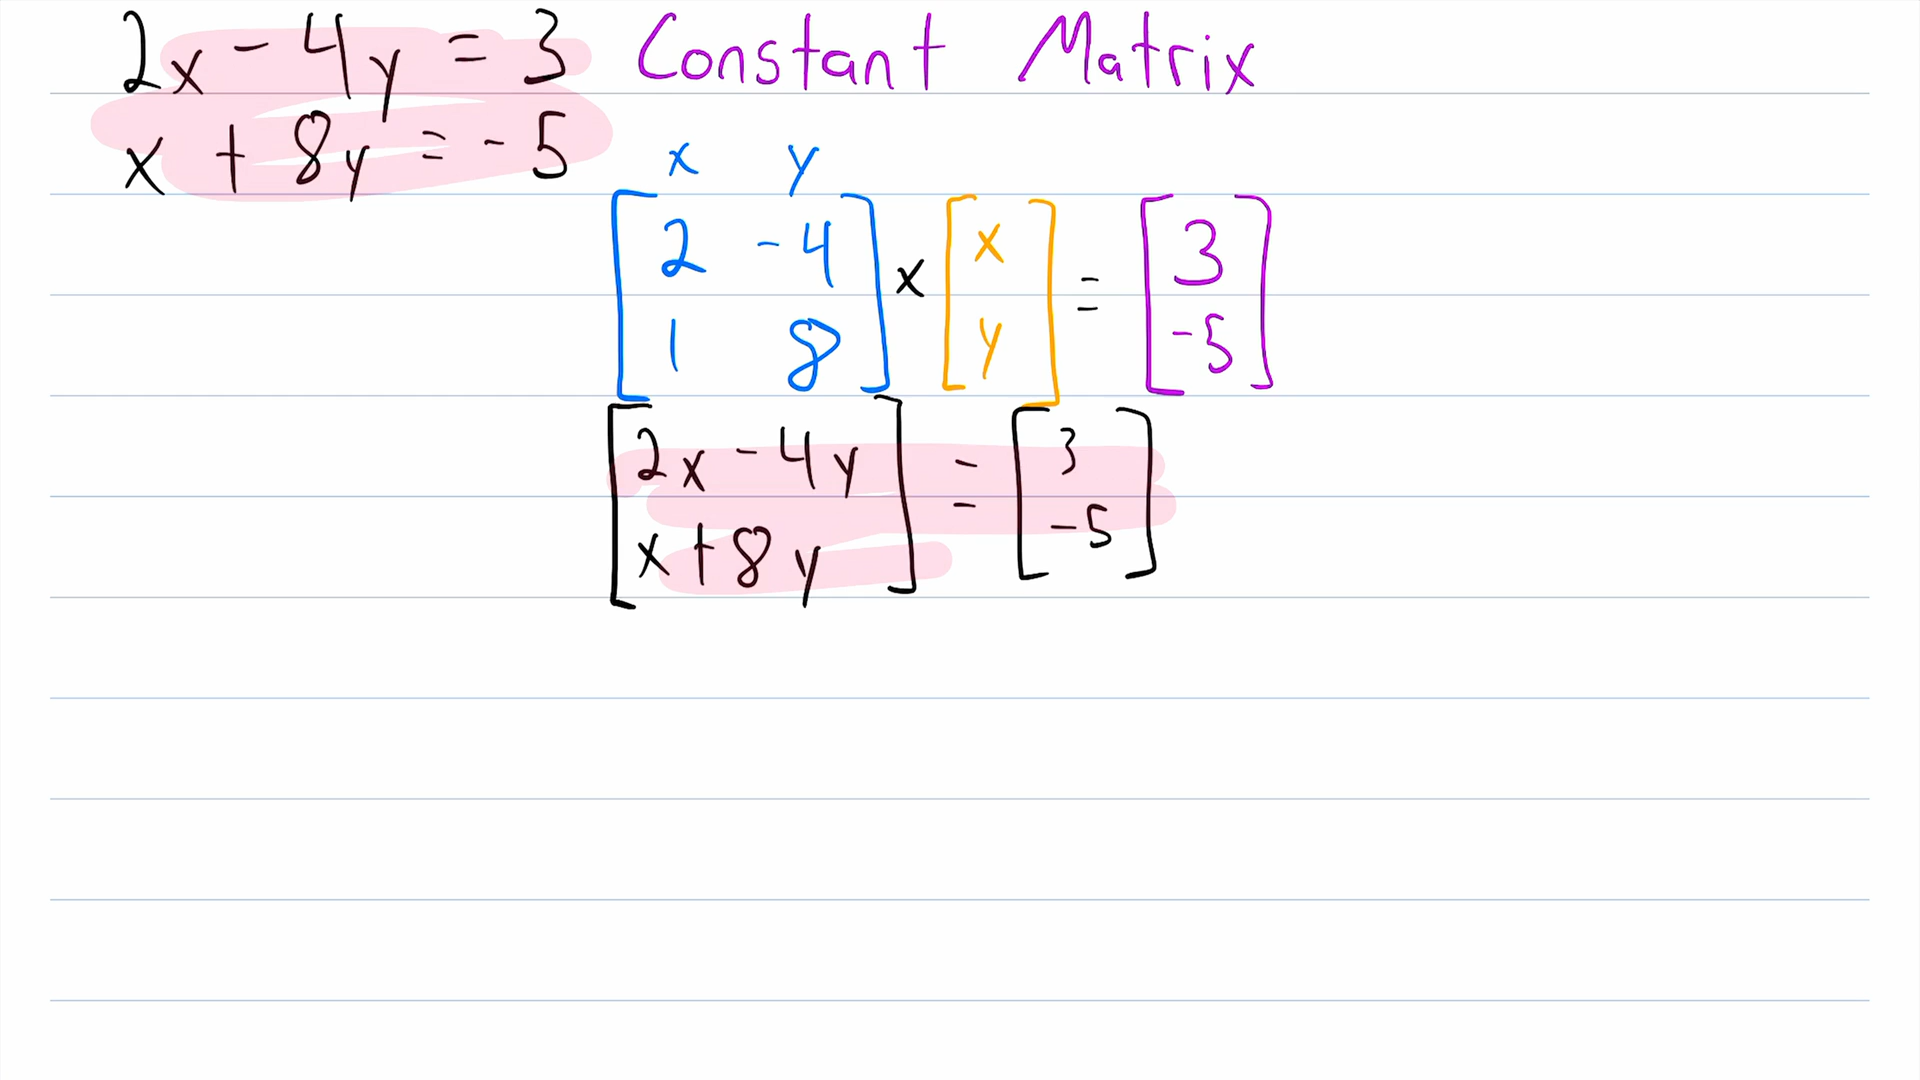 2x - 4y = 3 Constant Matrix
x + 8y = -5
x y
[2 -4] x [x] = [3]
[1 8] [y] [-5]
[2x - 4y] = [3]
[x + 8y] = [-5]